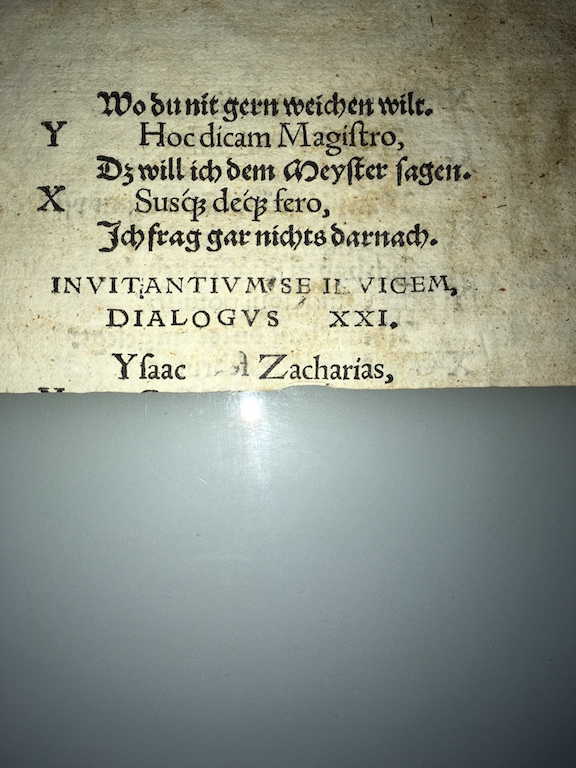 Wo du nit gern weichen wilt.
Y Hoc dicam Magiſtro,
Dz will ich dem Meyſter ſagen.
X Suſq́ꝫ deq́ꝫ fero,
Ich frag gar nichts darnach.
INVITANTIVM SE VICEM,
DIALOGVS XXI.
Yſaac Zacharias,